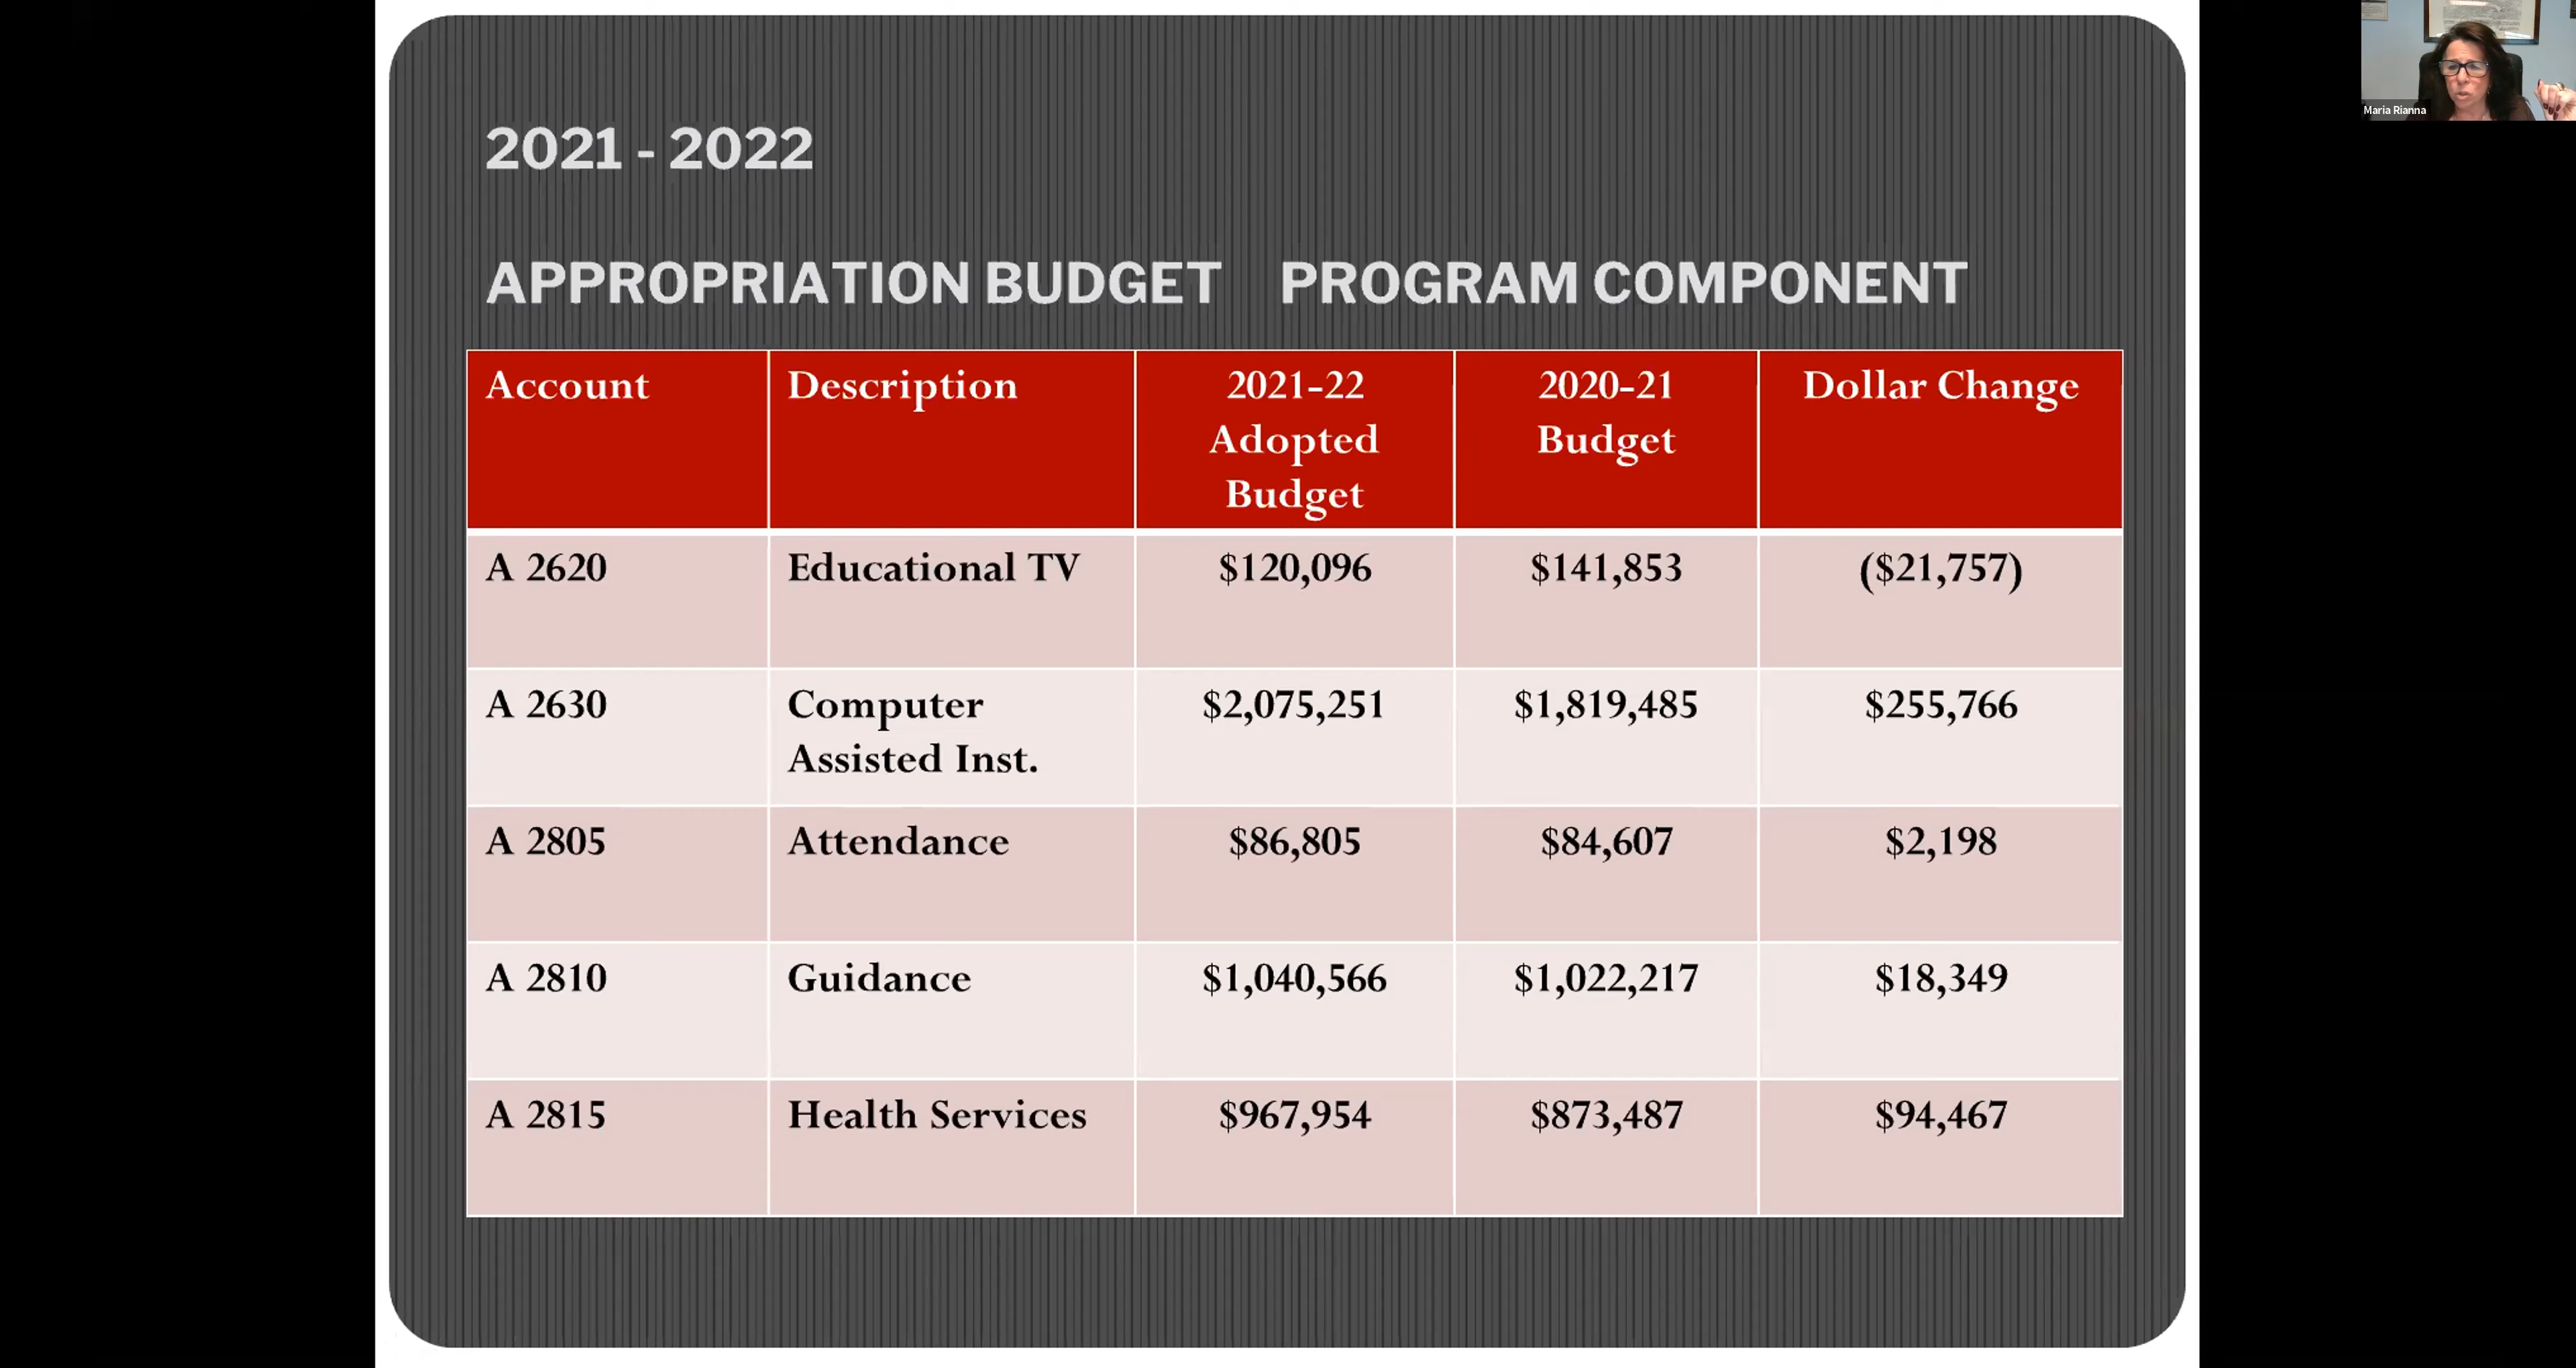 2021 - 2022
APPROPRIATION BUDGET PROGRAM COMPONENT
Account Description 2021-22 Adopted Budget 2020-21 Budget Dollar Change
A 2620 Educational TV $120,096 $141,853 ($21,757)
A 2630 Computer Assisted Inst. $2,075,251 $1,819,485 $255,766
A 2805 Attendance $86,805 $84,607 $2,198
A 2810 Guidance $1,040,566 $1,022,217 $18,349
A 2815 Health Services $967,954 $873,487 $94,467
Maria Rianna